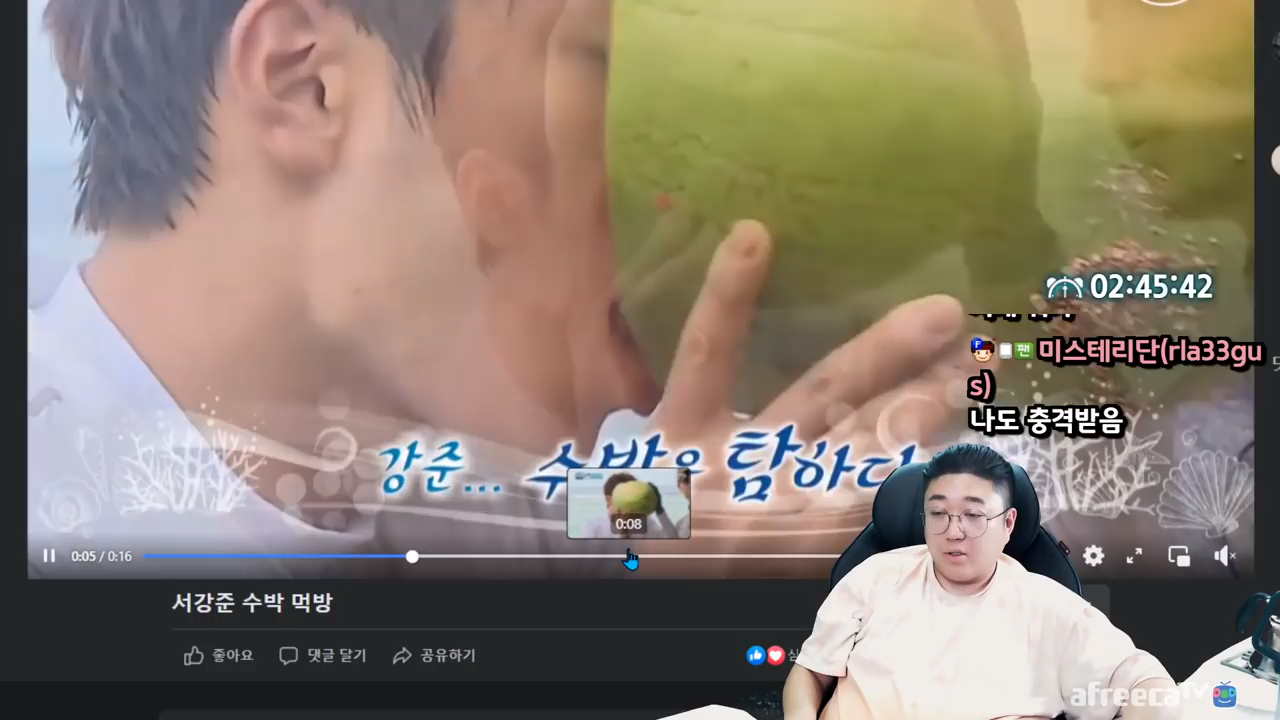 02:45:42
미스테리단(rla33gu
s)
나도 충격받음
강준... 수박을 탐하다
0:08
0:05 / 0:16
서강준 수박 먹방
좋아요 댓글 달기 공유하기
afreecaTV